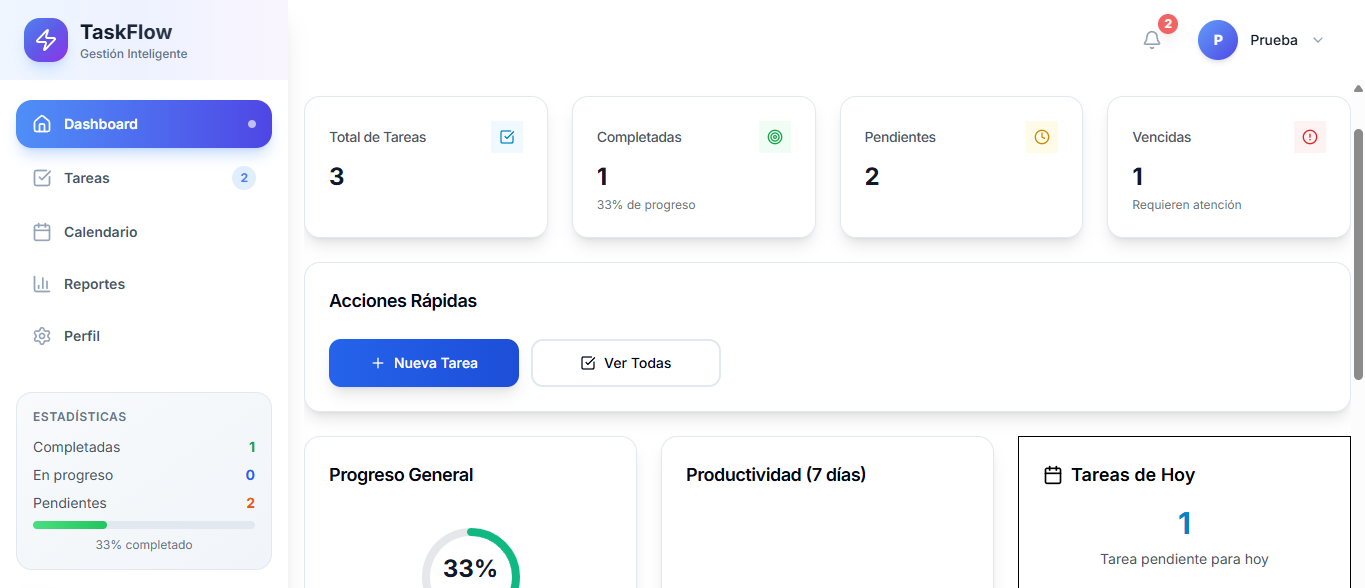 TaskFlow
Gestión Inteligente
2
P
Prueba
Dashboard
Tareas
2
Calendario
Reportes
Perfil
ESTADÍSTICAS
Completadas
1
En progreso
0
Pendientes
2
33% completado
Total de Tareas
3
Completadas
1
33% de progreso
Pendientes
2
Vencidas
1
Requieren atención
Acciones Rápidas
Nueva Tarea
Ver Todas
Progreso General
33%
Productividad (7 días)
Tareas de Hoy
1
Tarea pendiente para hoy